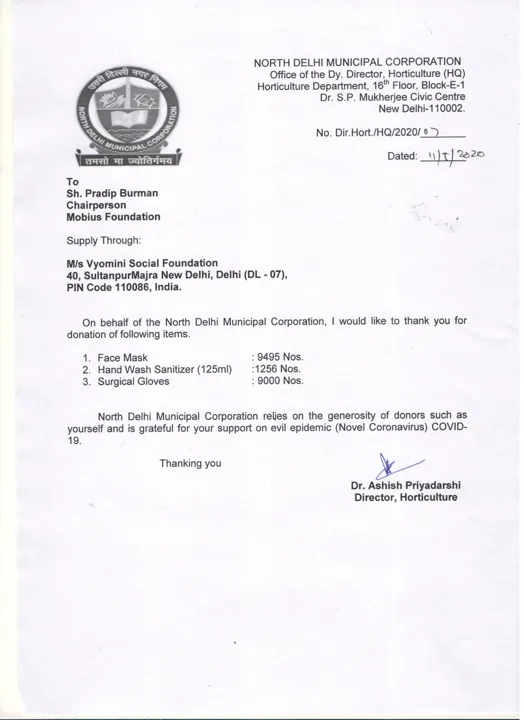 उत्तरी दिल्ली नगर निगम
NORTH DELHI MUNICIPAL CORPORATION
तमसो मा ज्योतिर्गमय
NORTH DELHI MUNICIPAL CORPORATION
Office of the Dy. Director, Horticulture (HQ)
Horticulture Department, 16th Floor, Block-E-1
Dr. S.P. Mukherjee Civic Centre
New Delhi-110002.
No. Dir.Hort./HQ/2020/ 07
Dated: 11/5/2020
To
Sh. Pradip Burman
Chairperson
Mobius Foundation
Supply Through:
M/s Vyomini Social Foundation
40, SultanpurMajra New Delhi, Delhi (DL - 07),
PIN Code 110086, India.
On behalf of the North Delhi Municipal Corporation, I would like to thank you for
donation of following items.
1. Face Mask : 9495 Nos.
2. Hand Wash Sanitizer (125ml) :1256 Nos.
3. Surgical Gloves : 9000 Nos.
North Delhi Municipal Corporation relies on the generosity of donors such as
yourself and is grateful for your support on evil epidemic (Novel Coronavirus) COVID-
19.
Thanking you
Dr. Ashish Priyadarshi
Director, Horticulture